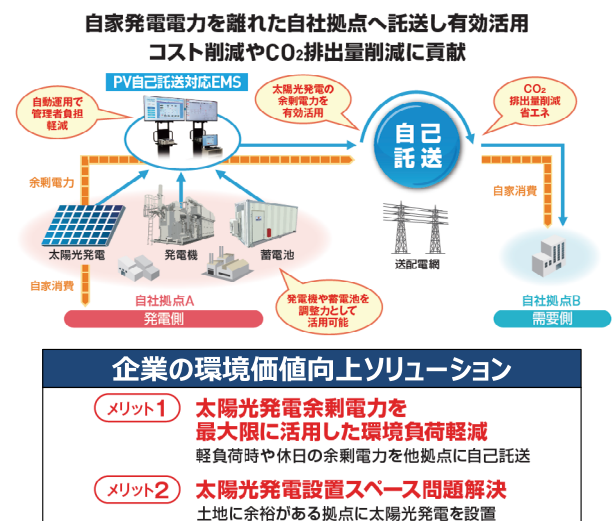 自家発電電力を離れた自社拠点へ託送し有効活用
コスト削減やCO2排出量削減に貢献
PV自己託送対応EMS
自動運用で
管理者負担
軽減
太陽光発電の
余剰電力を
有効活用
CO2
排出量削減
省エネ
自己
託送
余剰電力
自家消費
太陽光発電
発電機
蓄電池
送配電網
自家消費
自社拠点A
発電側
発電機や蓄電池を
調整力として
活用可能
自社拠点B
需要側
企業の環境価値向上ソリューション
メリット1
太陽光発電余剰電力を
最大限に活用した環境負荷軽減
軽負荷時や休日の余剰電力を他拠点に自己託送
メリット2
太陽光発電設置スペース問題解決
土地に余裕がある拠点に太陽光発電を設置